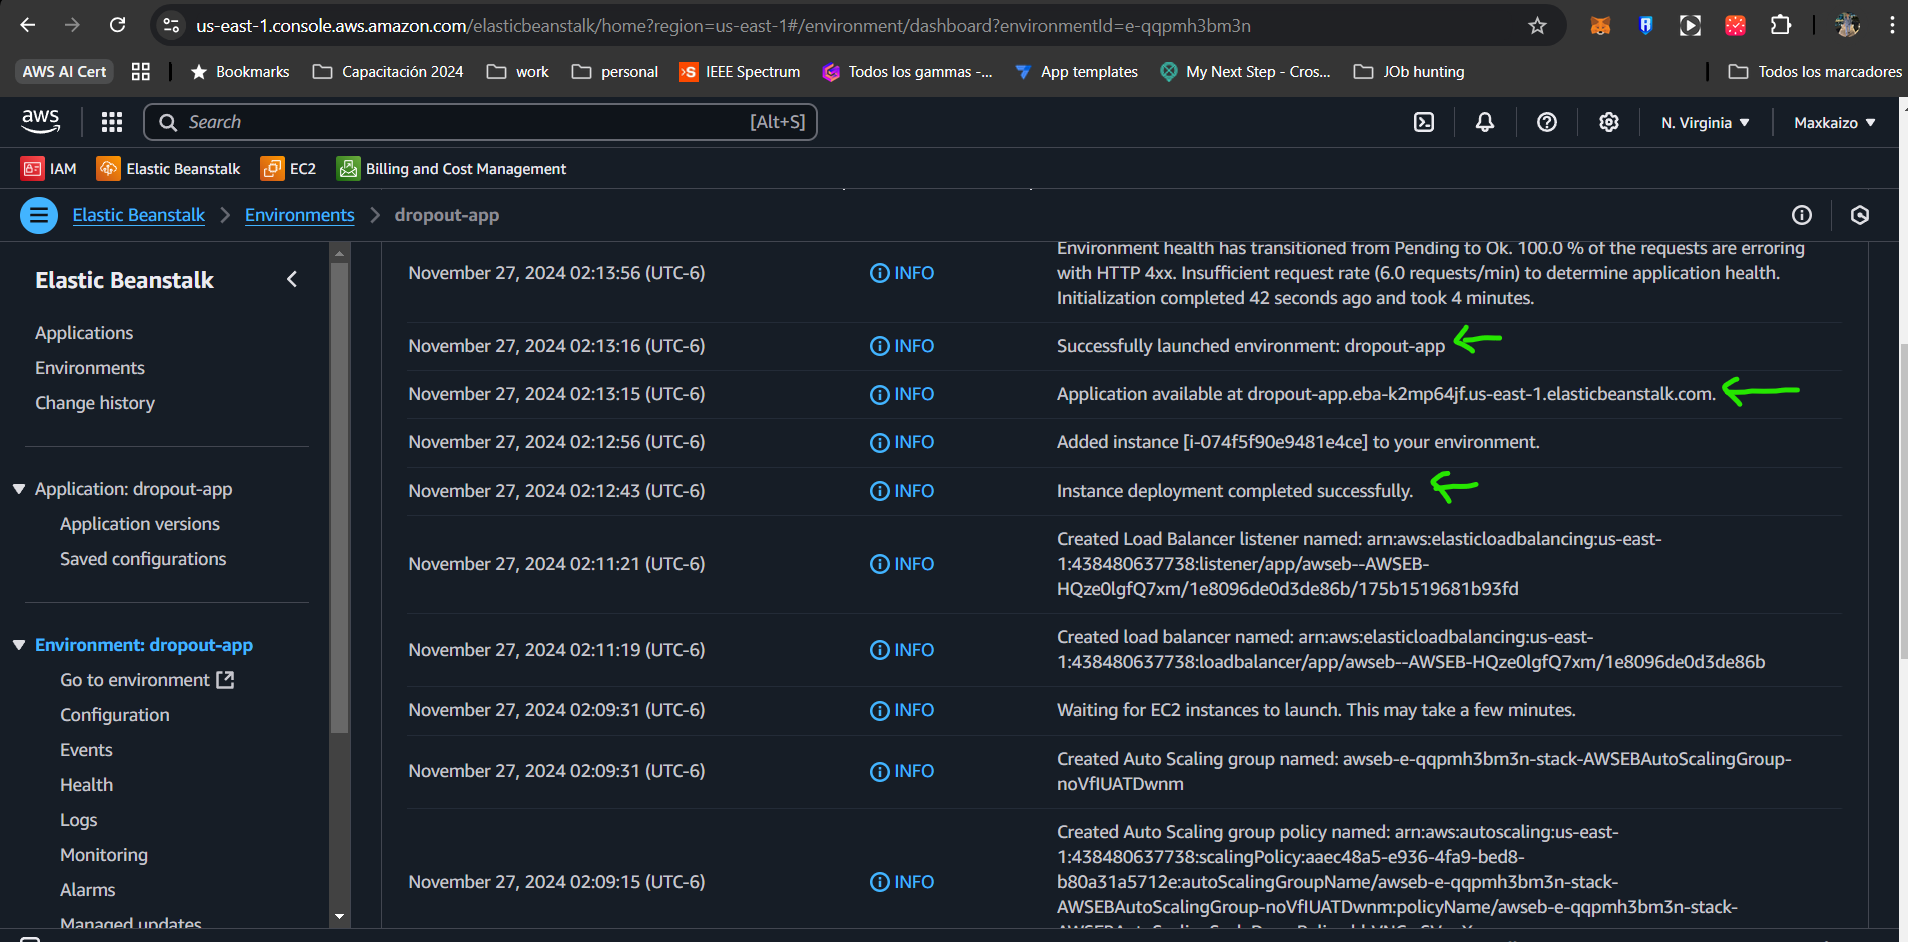 us-east-1.console.aws.amazon.com/elasticbeanstalk/home?region=us-east-1#/environment/dashboard?environmentId=e-qqpmh3bm3n
AWS AI Cert
Bookmarks
Capacitación 2024
work
personal
IEEE Spectrum
Todos los gammas -...
App templates
My Next Step - Cros...
JOb hunting
Todos los marcadores
aws
Search
[Alt+S]
N. Virginia
Maxkaizo
IAM
Elastic Beanstalk
EC2
Billing and Cost Management
Elastic Beanstalk
Environments
dropout-app
Elastic Beanstalk
Applications
Environments
Change history
Application: dropout-app
Application versions
Saved configurations
Environment: dropout-app
Go to environment
Configuration
Events
Health
Logs
Monitoring
Alarms
Managed updates
November 27, 2024 02:13:56 (UTC-6)
INFO
Environment health has transitioned from Pending to Ok. 100.0 % of the requests are erroring
with HTTP 4xx. Insufficient request rate (6.0 requests/min) to determine application health.
Initialization completed 42 seconds ago and took 4 minutes.
November 27, 2024 02:13:16 (UTC-6)
INFO
Successfully launched environment: dropout-app
November 27, 2024 02:13:15 (UTC-6)
INFO
Application available at dropout-app.eba-k2mp64jf.us-east-1.elasticbeanstalk.com.
November 27, 2024 02:12:56 (UTC-6)
INFO
Added instance [i-074f5f90e9481e4ce] to your environment.
November 27, 2024 02:12:43 (UTC-6)
INFO
Instance deployment completed successfully.
November 27, 2024 02:11:21 (UTC-6)
INFO
Created Load Balancer listener named: arn:aws:elasticloadbalancing:us-east-
1:438480637738:listener/app/awseb--AWSEB-
HQze0lgfQ7xm/1e8096de0d3de86b/175b1519681b93fd
November 27, 2024 02:11:19 (UTC-6)
INFO
Created load balancer named: arn:aws:elasticloadbalancing:us-east-
1:438480637738:loadbalancer/app/awseb--AWSEB-HQze0lgfQ7xm/1e8096de0d3de86b
November 27, 2024 02:09:31 (UTC-6)
INFO
Waiting for EC2 instances to launch. This may take a few minutes.
November 27, 2024 02:09:31 (UTC-6)
INFO
Created Auto Scaling group named: awseb-e-qqpmh3bm3n-stack-AWSEBAutoScalingGroup-
noVfIUATDwnm
November 27, 2024 02:09:15 (UTC-6)
INFO
Created Auto Scaling group policy named: arn:aws:autoscaling:us-east-
1:438480637738:scalingPolicy:aaec48a5-e936-4fa9-bed8-
b80a31a5712e:autoScalingGroupName/awseb-e-qqpmh3bm3n-stack-
AWSEBAutoScalingGroup-noVfIUATDwnm:policyName/awseb-e-qqpmh3bm3n-stack-